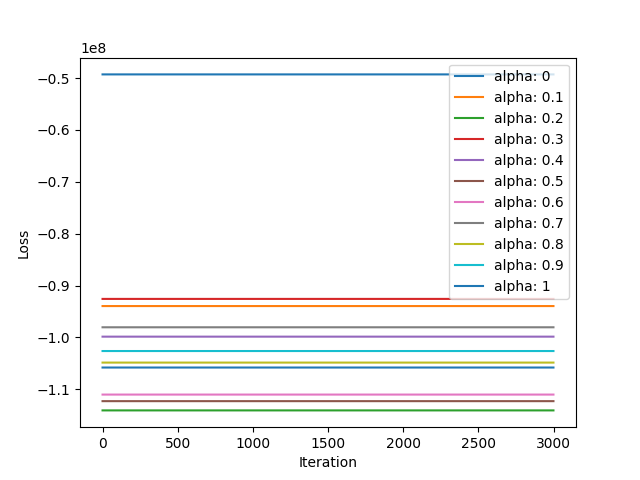 1e8
−0.5
−0.6
−0.7
−0.8
−0.9
−1.0
−1.1
Loss
0 500 1000 1500 2000 2500 3000
Iteration
alpha: 0
alpha: 0.1
alpha: 0.2
alpha: 0.3
alpha: 0.4
alpha: 0.5
alpha: 0.6
alpha: 0.7
alpha: 0.8
alpha: 0.9
alpha: 1